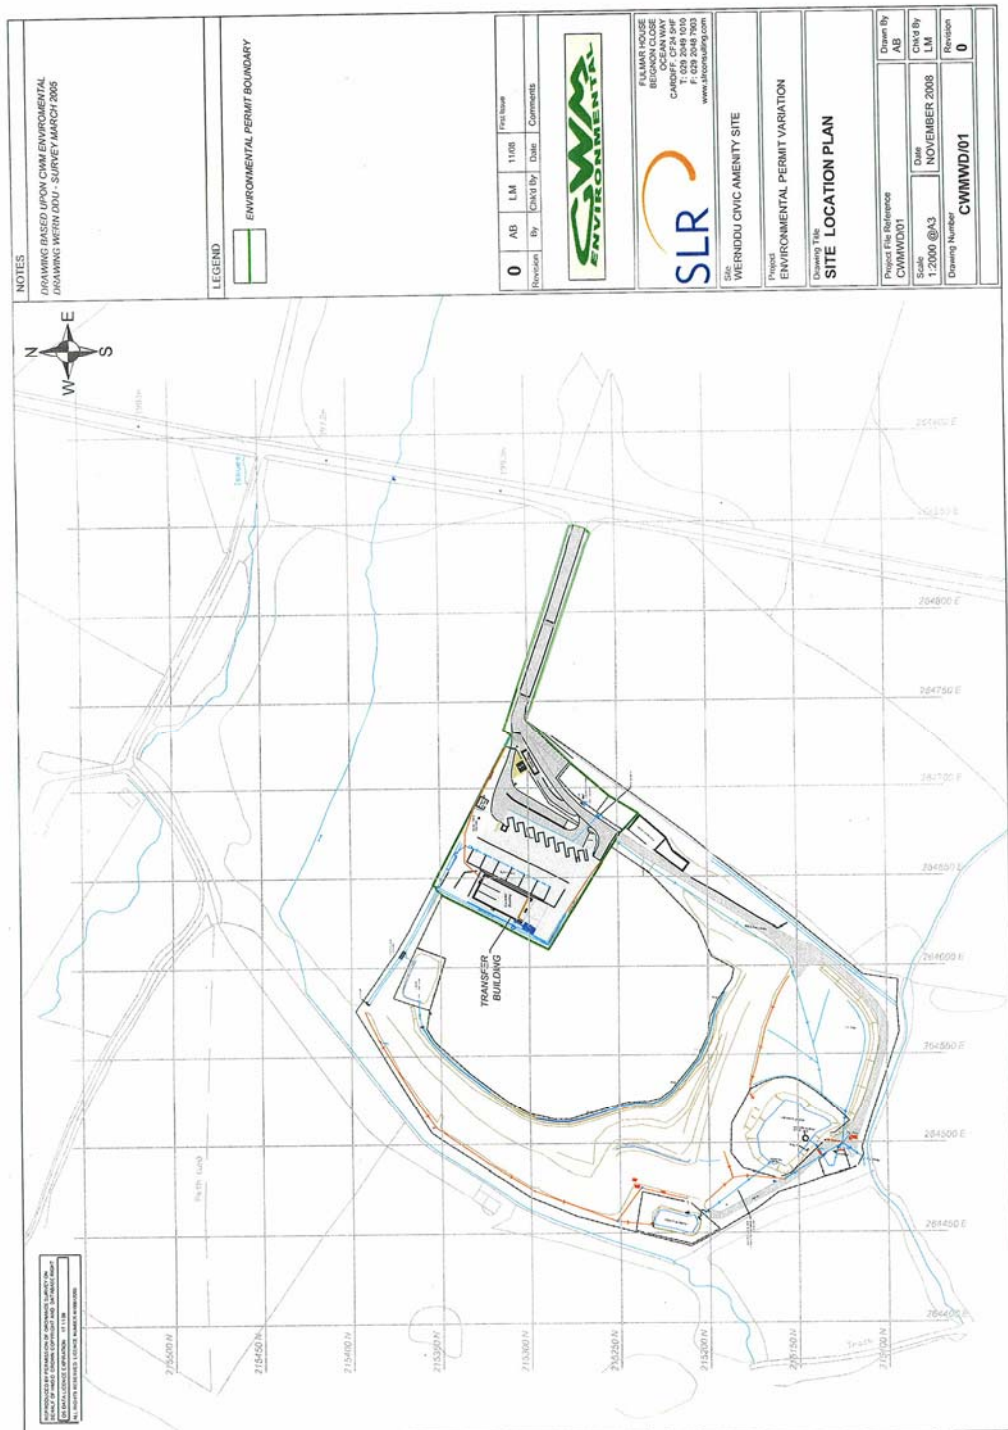 NOTES
DRAWING BASED UPON CWM ENVIROMENTAL
DRAWING WERN DDU - SURVEY MARCH 2005
LEGEND
ENVIRONMENTAL PERMIT BOUNDARY
0 AB LM 11/08 First Issue
Revision By Chk'd By Date Comments
CWM
ENVIRONMENTAL
SLR
FULMAR HOUSE
BEIGNON CLOSE
OCEAN WAY
CARDIFF, CF24 5HF
T: 029 2049 1010
F: 029 2048 7903
www.slrconsulting.com
Site
WERNDDU CIVIC AMENITY SITE
Project
ENVIRONMENTAL PERMIT VARIATION
Drawing Title
SITE LOCATION PLAN
Project File Reference
CWMWD/01
Drawn By
AB
Scale
1:2000 @A3
Date
NOVEMBER 2008
Chk'd By
LM
Drawing Number
CWMWD/01
Revision
0
N
E
S
W
TRANSFER
BUILDING
Issues
Track
215500 N
215450 N
215400 N
215350 N
215300 N
215250 N
215200 N
215150 N
215100 N
264800 E
264750 E
264700 E
264650 E
264600 E
264550 E
264500 E
264450 E
264400 E